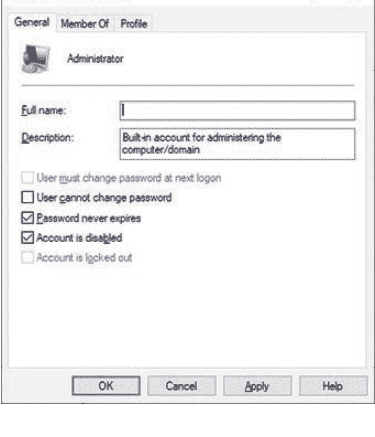 General Member Of Profile
Administrator
Full name:
Description: Built-in account for administering the
computer/domain
User must change password at next logon
User cannot change password
Password never expires
Account is disabled
Account is locked out
OK Cancel Apply Help